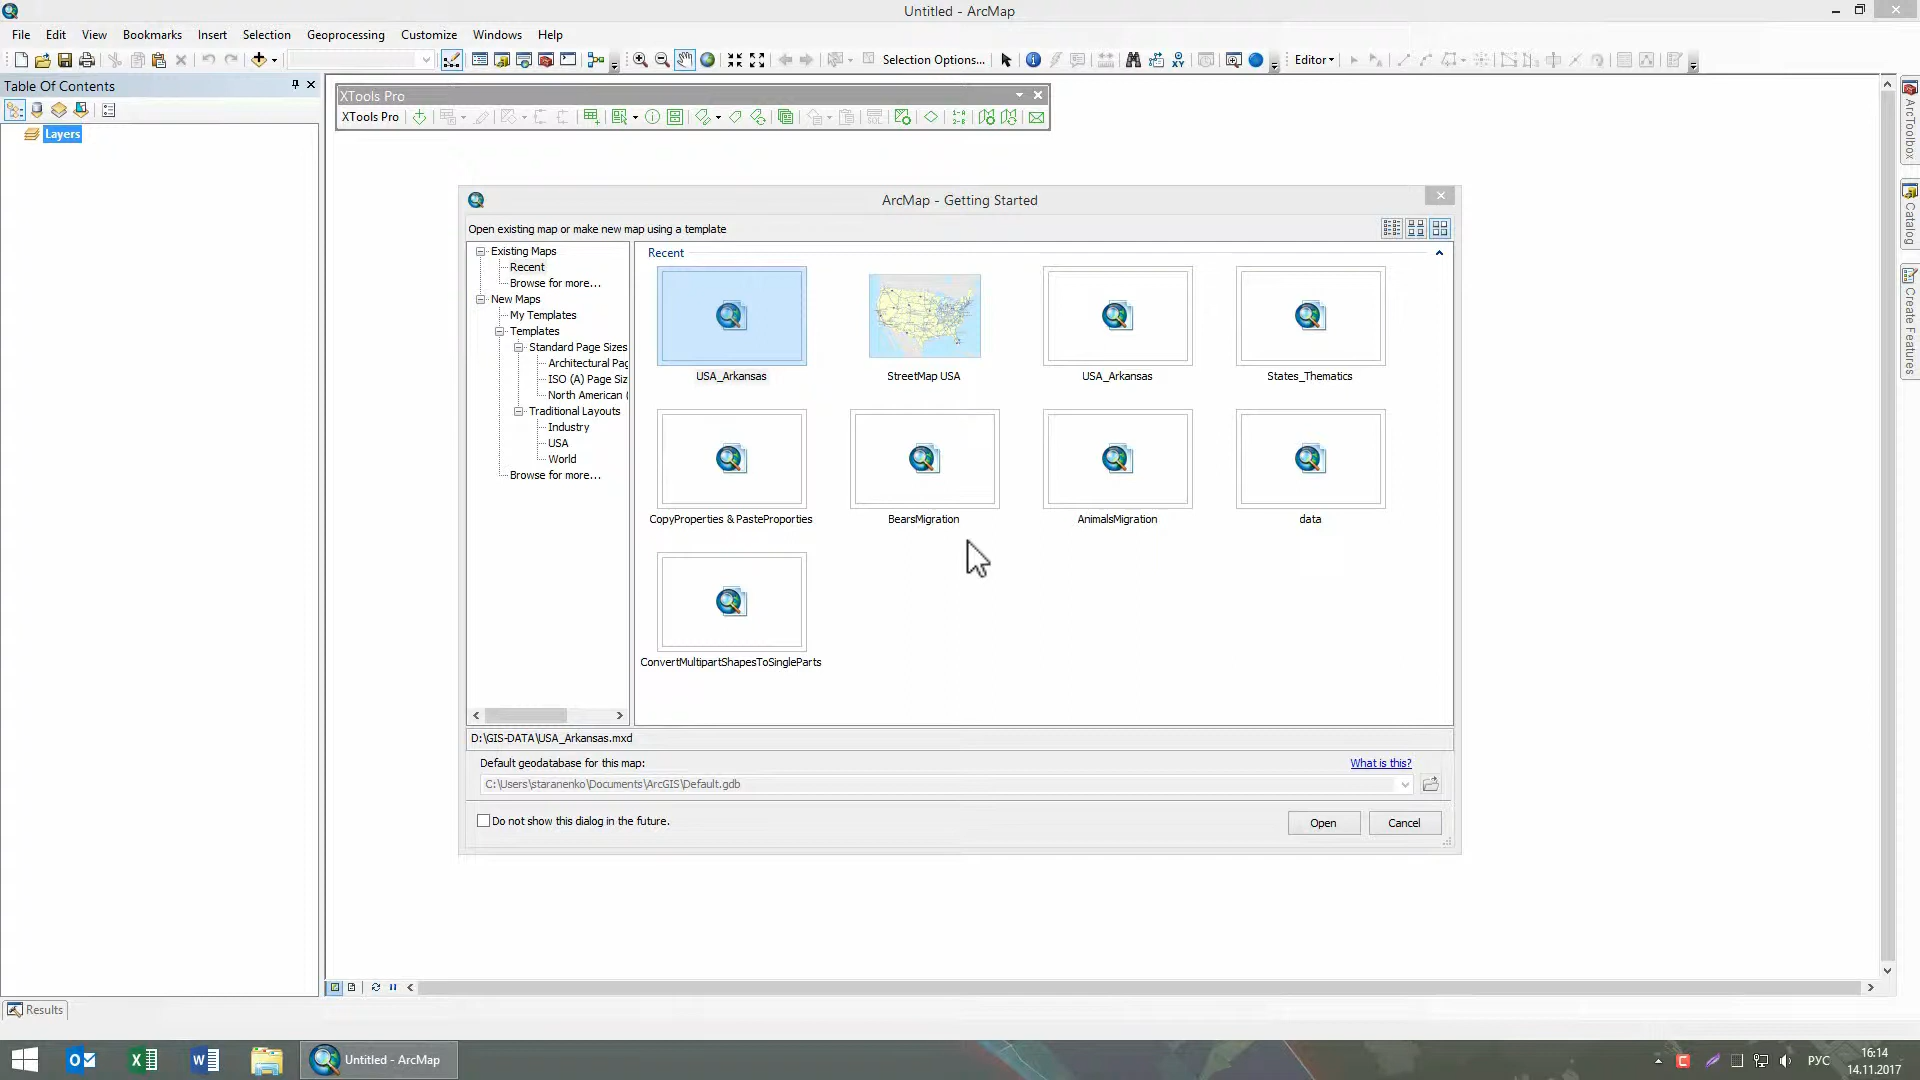 Untitled - ArcMap
File Edit View Bookmarks Insert Selection Geoprocessing Customize Windows Help
Selection Options...
Editor
Table Of Contents
Layers
XTools Pro
XTools Pro
ArcToolbox
Catalog
Create Features
ArcMap - Getting Started
Open existing map or make new map using a template
Existing Maps
Recent
Browse for more...
New Maps
My Templates
Templates
Standard Page Sizes
Architectural Pag
ISO (A) Page Siz
North American (
Traditional Layouts
Industry
USA
World
Browse for more...
Recent
USA_Arkansas
StreetMap USA
USA_Arkansas
States_Thematics
CopyProperties & PasteProporties
BearsMigration
AnimalsMigration
data
ConvertMultipartShapesToSingleParts
D:\GIS-DATA\USA_Arkansas.mxd
Default geodatabase for this map:
What is this?
C:\Users\staranenko\Documents\ArcGIS\Default.gdb
Do not show this dialog in the future.
Open
Cancel
Results
Untitled - ArcMap
РУС
16:14
14.11.2017